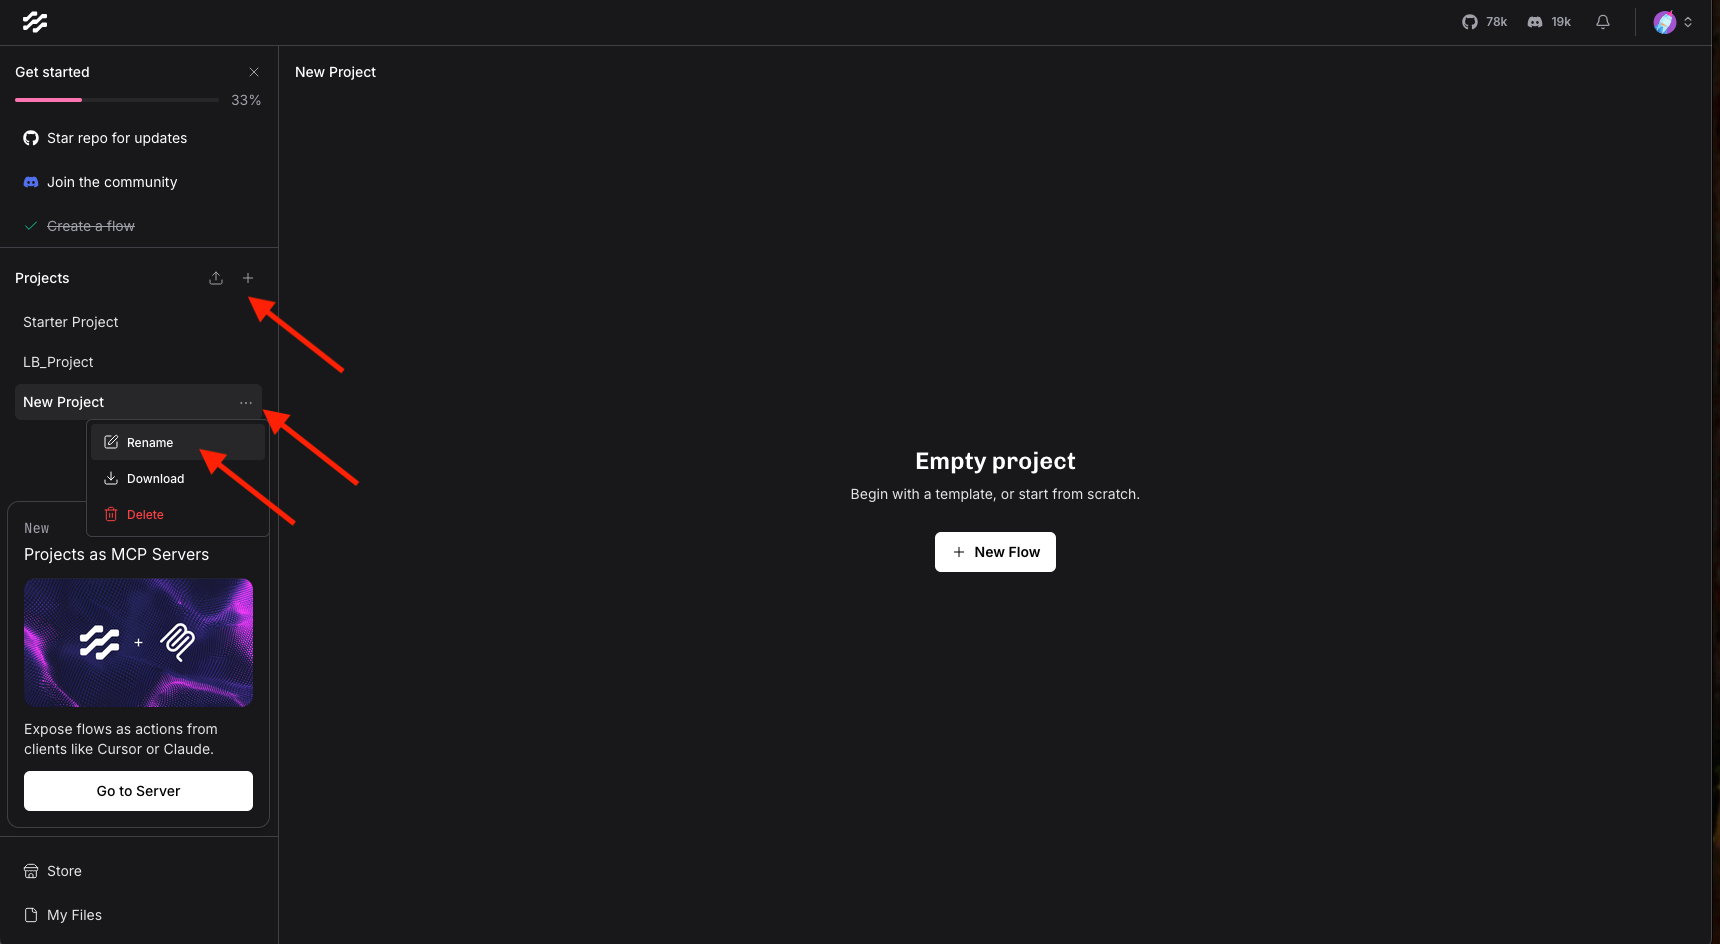 78k
19k
Get started
33%
Star repo for updates
Join the community
Create a flow
Projects
Starter Project
LB_Project
New Project
Rename
Download
Delete
New
Projects as MCP Servers
+
Expose flows as actions from
clients like Cursor or Claude.
Go to Server
Store
My Files
New Project
Empty project
Begin with a template, or start from scratch.
+ New Flow